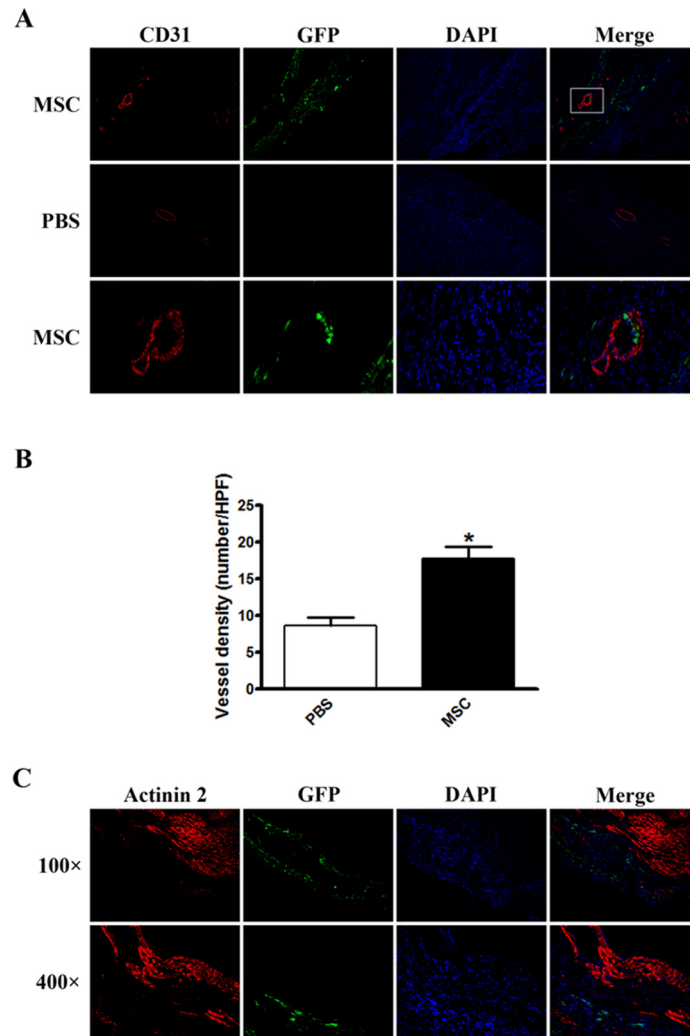 A
CD31 GFP DAPI Merge
MSC
PBS
MSC
B
Vessel density (number/HPF)
25
20
15
10
5
0
*
PBS MSC
C
Actinin 2 GFP DAPI Merge
100×
400×